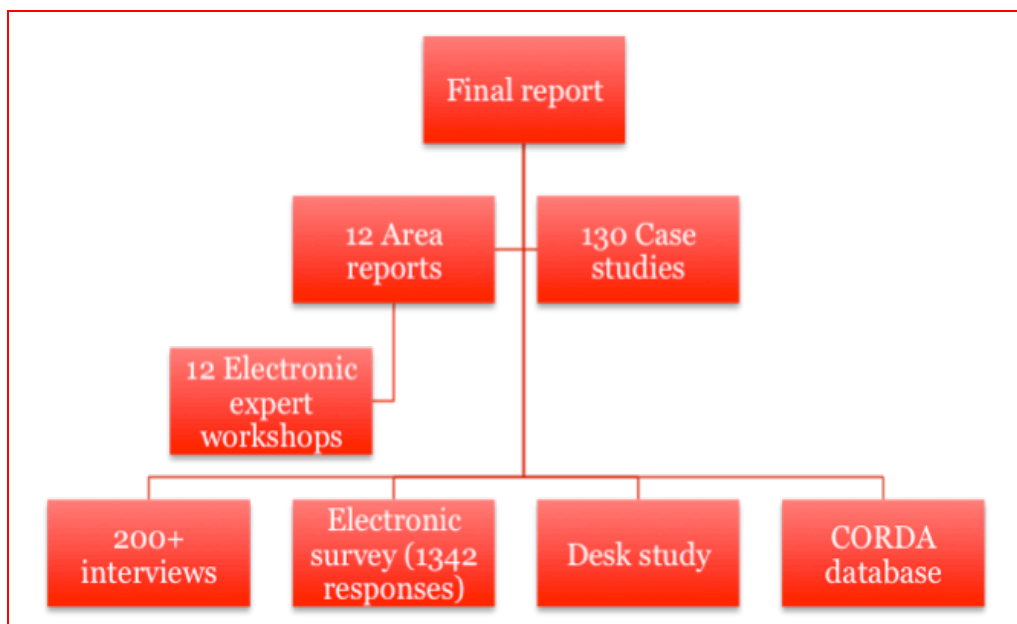 Final report
12 Area
reports
130 Case
studies
12 Electronic
expert
workshops
200+
interviews
Electronic
survey (1342
responses)
Desk study
CORDA
database